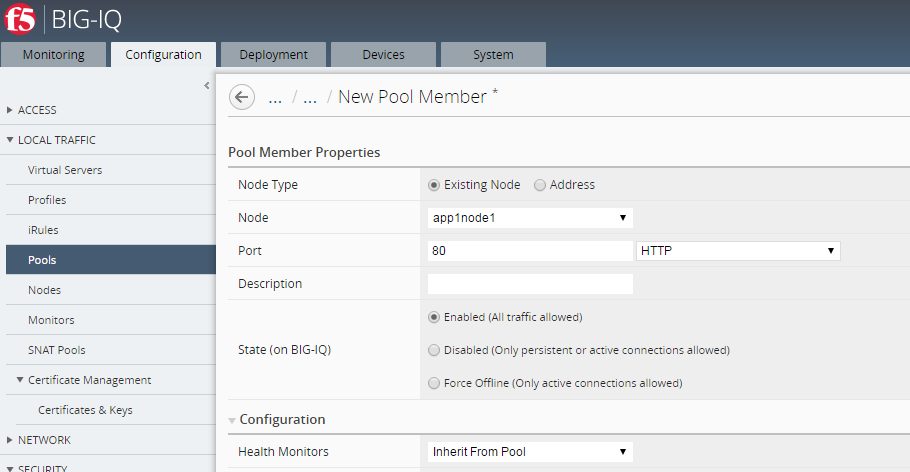 f5 BIG-IQ
Monitoring Configuration Deployment Devices System
... / ... / New Pool Member *
ACCESS
LOCAL TRAFFIC
Virtual Servers
Profiles
iRules
Pools
Nodes
Monitors
SNAT Pools
Certificate Management
Certificates & Keys
NETWORK
SECURITY
Pool Member Properties
Node Type Existing Node Address
Node app1node1
Port 80 HTTP
Description
State (on BIG-IQ) Enabled (All traffic allowed)
Disabled (Only persistent or active connections allowed)
Force Offline (Only active connections allowed)
Configuration
Health Monitors Inherit From Pool